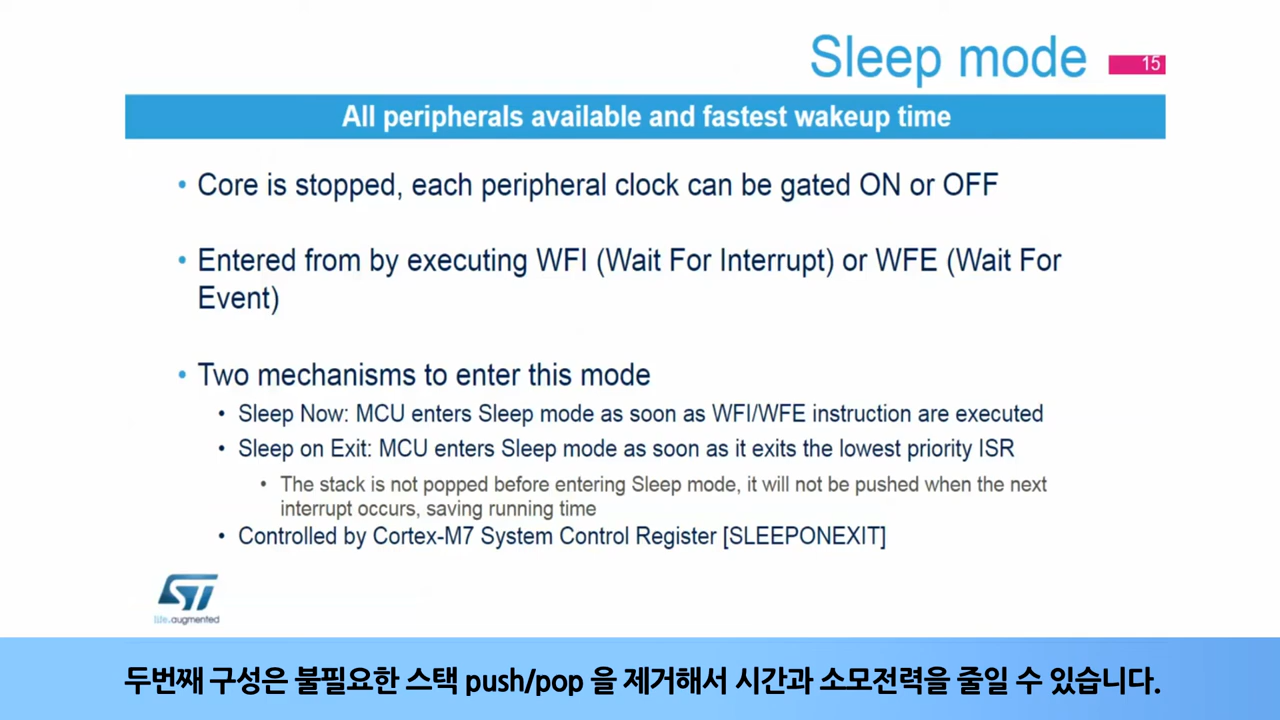 Sleep mode
15
All peripherals available and fastest wakeup time
• Core is stopped, each peripheral clock can be gated ON or OFF
• Entered from by executing WFI (Wait For Interrupt) or WFE (Wait For
Event)
• Two mechanisms to enter this mode
• Sleep Now: MCU enters Sleep mode as soon as WFI/WFE instruction are executed
• Sleep on Exit: MCU enters Sleep mode as soon as it exits the lowest priority ISR
• The stack is not popped before entering Sleep mode, it will not be pushed when the next
interrupt occurs, saving running time
• Controlled by Cortex-M7 System Control Register [SLEEPONEXIT]
ST
life.augmented
두번째 구성은 불필요한 스택 push/pop 을 제거해서 시간과 소모전력을 줄일 수 있습니다.